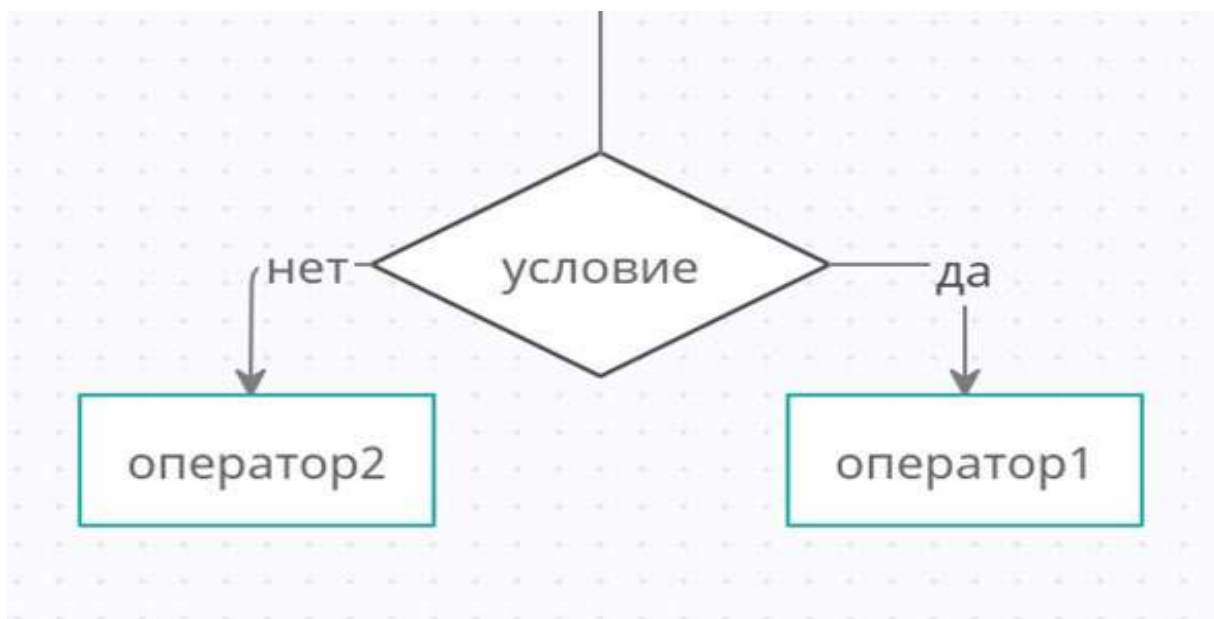 нет
условие
да
оператор2
оператор1